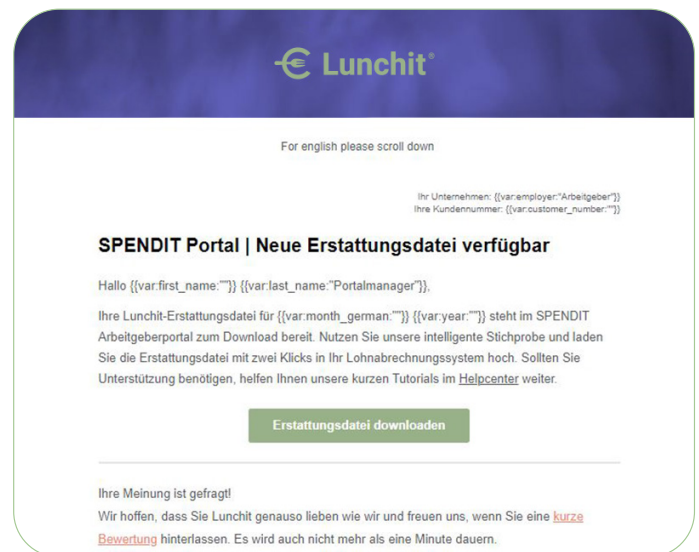 Lunchit®
For english please scroll down
Ihr Unternehmen: {{var:employer:"Arbeitgeber"}}
Ihre Kundennummer: {{var:customer_number:""}}
SPENDIT Portal | Neue Erstattungsdatei verfügbar
Hallo {{var:first_name:""}} {{var:last_name:"Portalmanager"}},
Ihre Lunchit-Erstattungsdatei für {{var:month_german:""}} {{var:year:""}} steht im SPENDIT
Arbeitgeberportal zum Download bereit. Nutzen Sie unsere intelligente Stichprobe und laden
Sie die Erstattungsdatei mit zwei Klicks in Ihr Lohnabrechnungssystem hoch. Sollten Sie
Unterstützung benötigen, helfen Ihnen unsere kurzen Tutorials im Helpcenter weiter.
Erstattungsdatei downloaden
Ihre Meinung ist gefragt!
Wir hoffen, dass Sie Lunchit genauso lieben wie wir und freuen uns, wenn Sie eine kurze
Bewertung hinterlassen. Es wird auch nicht mehr als eine Minute dauern.